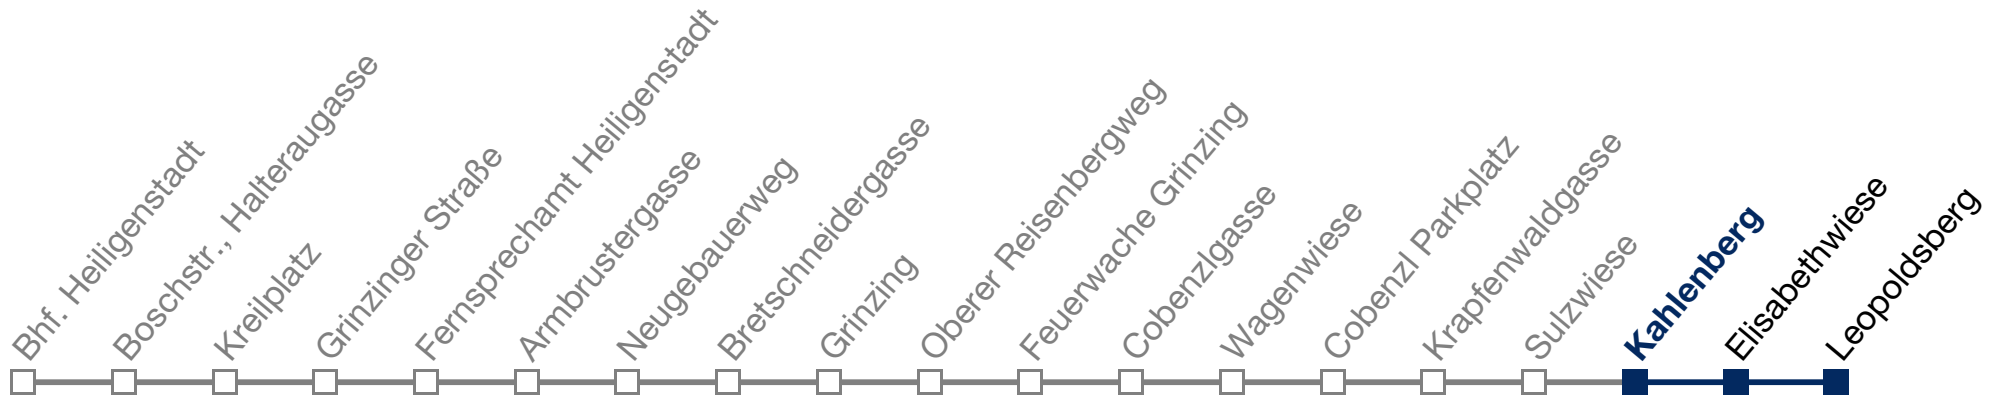 Bhf. Heiligenstadt
Boschstr., Halteraugasse
Kreilplatz
Grinzinger Straße
Fernsprechamt Heiligenstadt
Armbrustergasse
Neugebauerweg
Bretschneidergasse
Grinzing
Oberer Reisenbergweg
Feuerwache Grinzing
Cobenzlgasse
Wagenwiese
Cobenzl Parkplatz
Krapfenwaldgasse
Sulzwiese
Kahlenberg
Elisabethwiese
Leopoldsberg